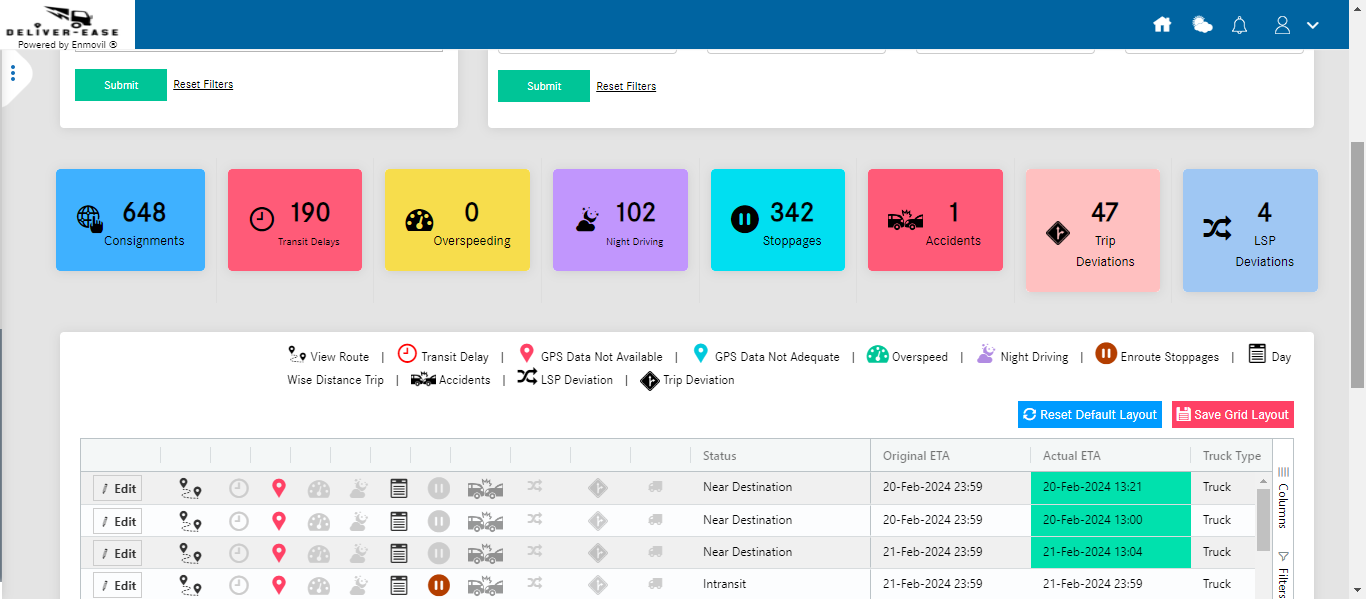 DELIVER-EASE
Powered by Enmovil ®
Submit Reset Filters
Submit Reset Filters
648 Consignments
190 Transit Delays
0 Overspeeding
102 Night Driving
342 Stoppages
1 Accidents
47 Trip Deviations
4 LSP Deviations
View Route | Transit Delay | GPS Data Not Available | GPS Data Not Adequate | Overspeed | Night Driving | Enroute Stoppages | Day
Wise Distance Trip | Accidents | LSP Deviation | Trip Deviation
Reset Default Layout Save Grid Layout
Status Original ETA Actual ETA Truck Type
Edit Near Destination 20-Feb-2024 23:59 20-Feb-2024 13:21 Truck
Edit Near Destination 20-Feb-2024 23:59 20-Feb-2024 13:00 Truck
Edit Near Destination 21-Feb-2024 23:59 21-Feb-2024 13:04 Truck
Edit Intransit 21-Feb-2024 23:59 21-Feb-2024 23:59 Truck
Columns
Filters